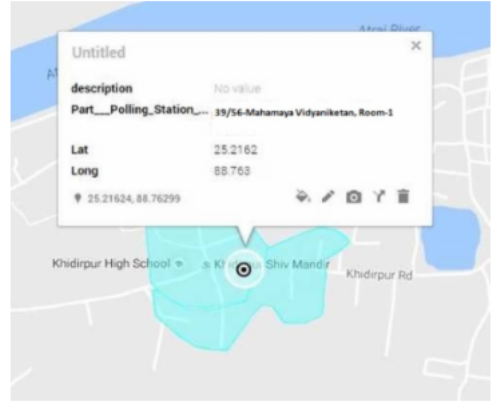 Atrai River
Untitled
description No value
Part___Polling_Station_... 39/56-Mahamaya Vidyaniketan, Room-1
Lat 25.2162
Long 88.763
25.21624, 88.76299
Khidirpur High School
Shiv Mandir
Khidirpur Rd